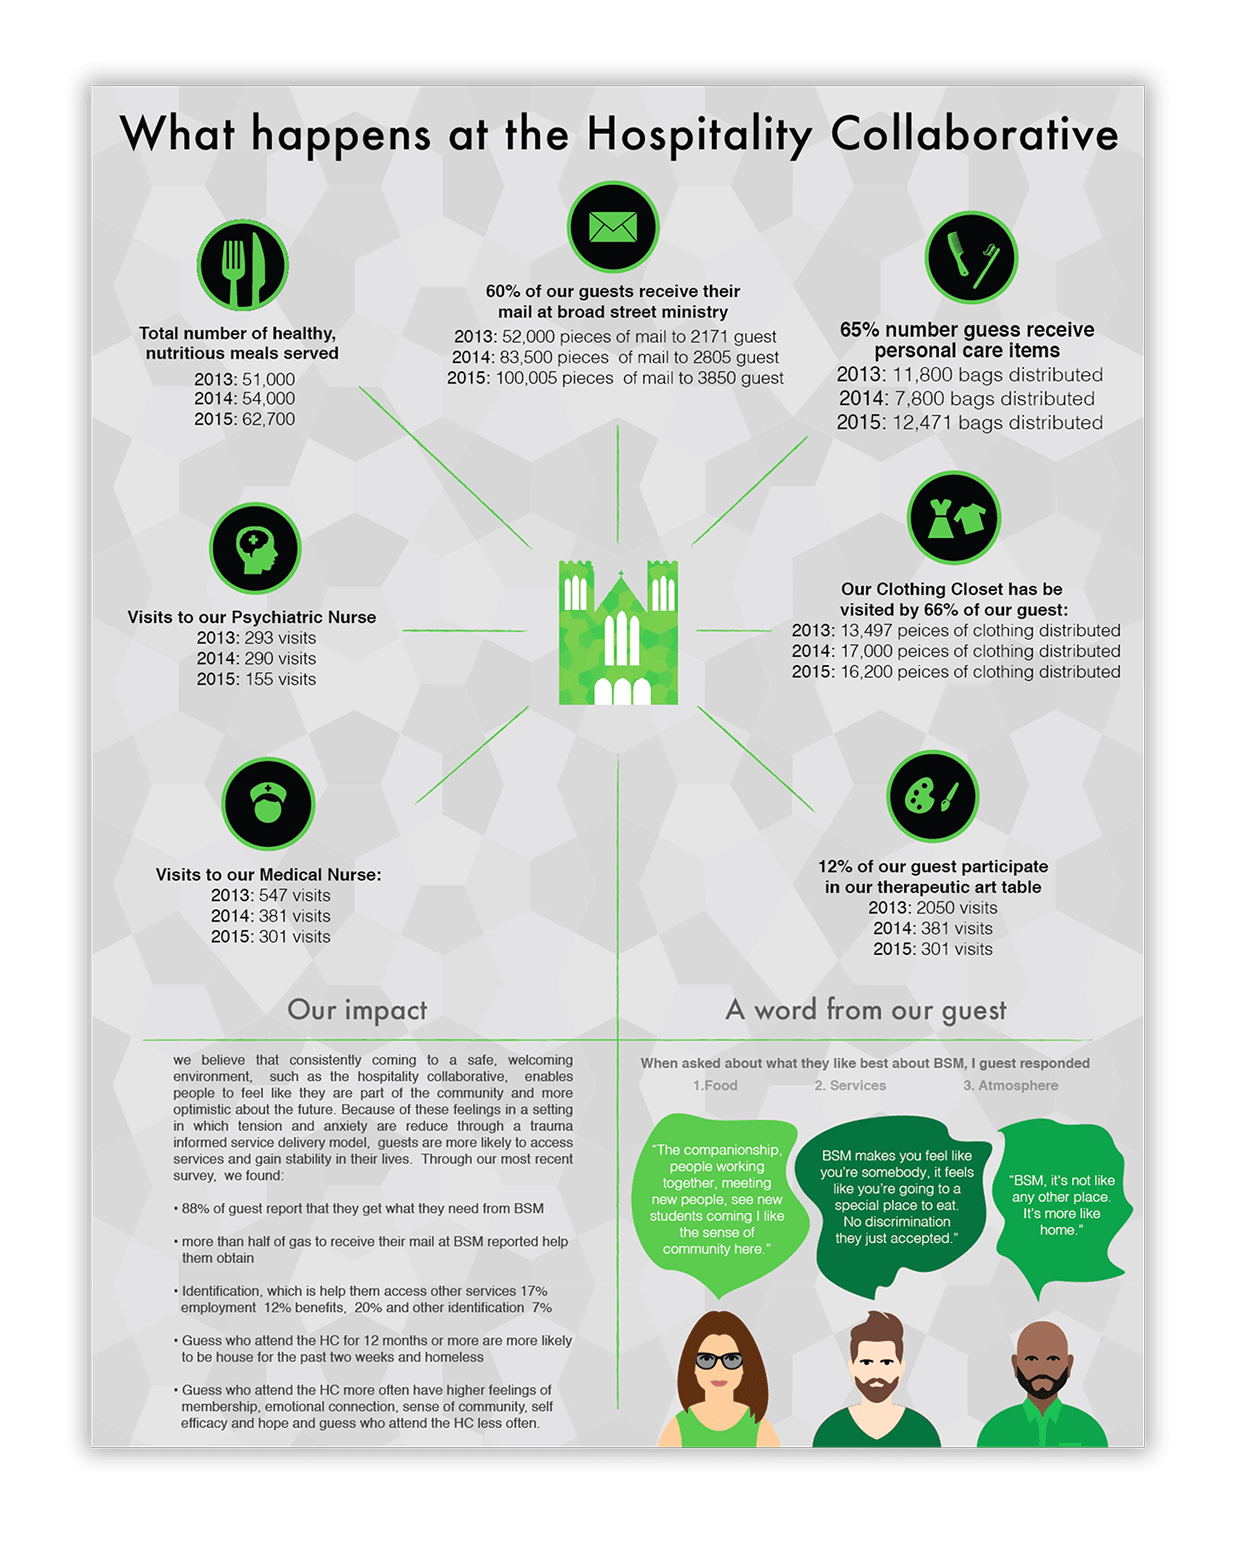 What happens at the Hospitality Collaborative
Total number of healthy,
nutritious meals served
2013: 51,000
2014: 54,000
2015: 62,700
60% of our guests receive their
mail at broad street ministry
2013: 52,000 pieces of mail to 2171 guest
2014: 83,500 pieces of mail to 2805 guest
2015: 100,005 pieces of mail to 3850 guest
65% number guess receive
personal care items
2013: 11,800 bags distributed
2014: 7,800 bags distributed
2015: 12,471 bags distributed
Visits to our Psychiatric Nurse
2013: 293 visits
2014: 290 visits
2015: 155 visits
Our Clothing Closet has be
visited by 66% of our guest:
2013: 13,497 peices of clothing distributed
2014: 17,000 peices of clothing distributed
2015: 16,200 peices of clothing distributed
Visits to our Medical Nurse:
2013: 547 visits
2014: 381 visits
2015: 301 visits
12% of our guest participate
in our therapeutic art table
2013: 2050 visits
2014: 381 visits
2015: 301 visits
Our impact
we believe that consistently coming to a safe, welcoming
environment, such as the hospitality collaborative, enables
people to feel like they are part of the community and more
optimistic about the future. Because of these feelings in a setting
in which tension and anxiety are reduce through a trauma
informed service delivery model, guests are more likely to access
services and gain stability in their lives. Through our most recent
survey, we found:
• 88% of guest report that they get what they need from BSM
• more than half of gas to receive their mail at BSM reported help
them obtain
• Identification, which is help them access other services 17%
employment 12% benefits, 20% and other identification 7%
• Guess who attend the HC for 12 months or more are more likely
to be house for the past two weeks and homeless
• Guess who attend the HC more often have higher feelings of
membership, emotional connection, sense of community, self
efficacy and hope and guess who attend the HC less often.
A word from our guest
When asked about what they like best about BSM, I guest responded
1.Food 2. Services 3. Atmosphere
“The companionship,
people working
together, meeting
new people, see new
students coming I like
the sense of
community here.”
BSM makes you feel like
you’re somebody, it feels
like you’re going to a
special place to eat.
No discrimination
they just accepted.”
“BSM, it's not like
any other place.
It's more like
home.”